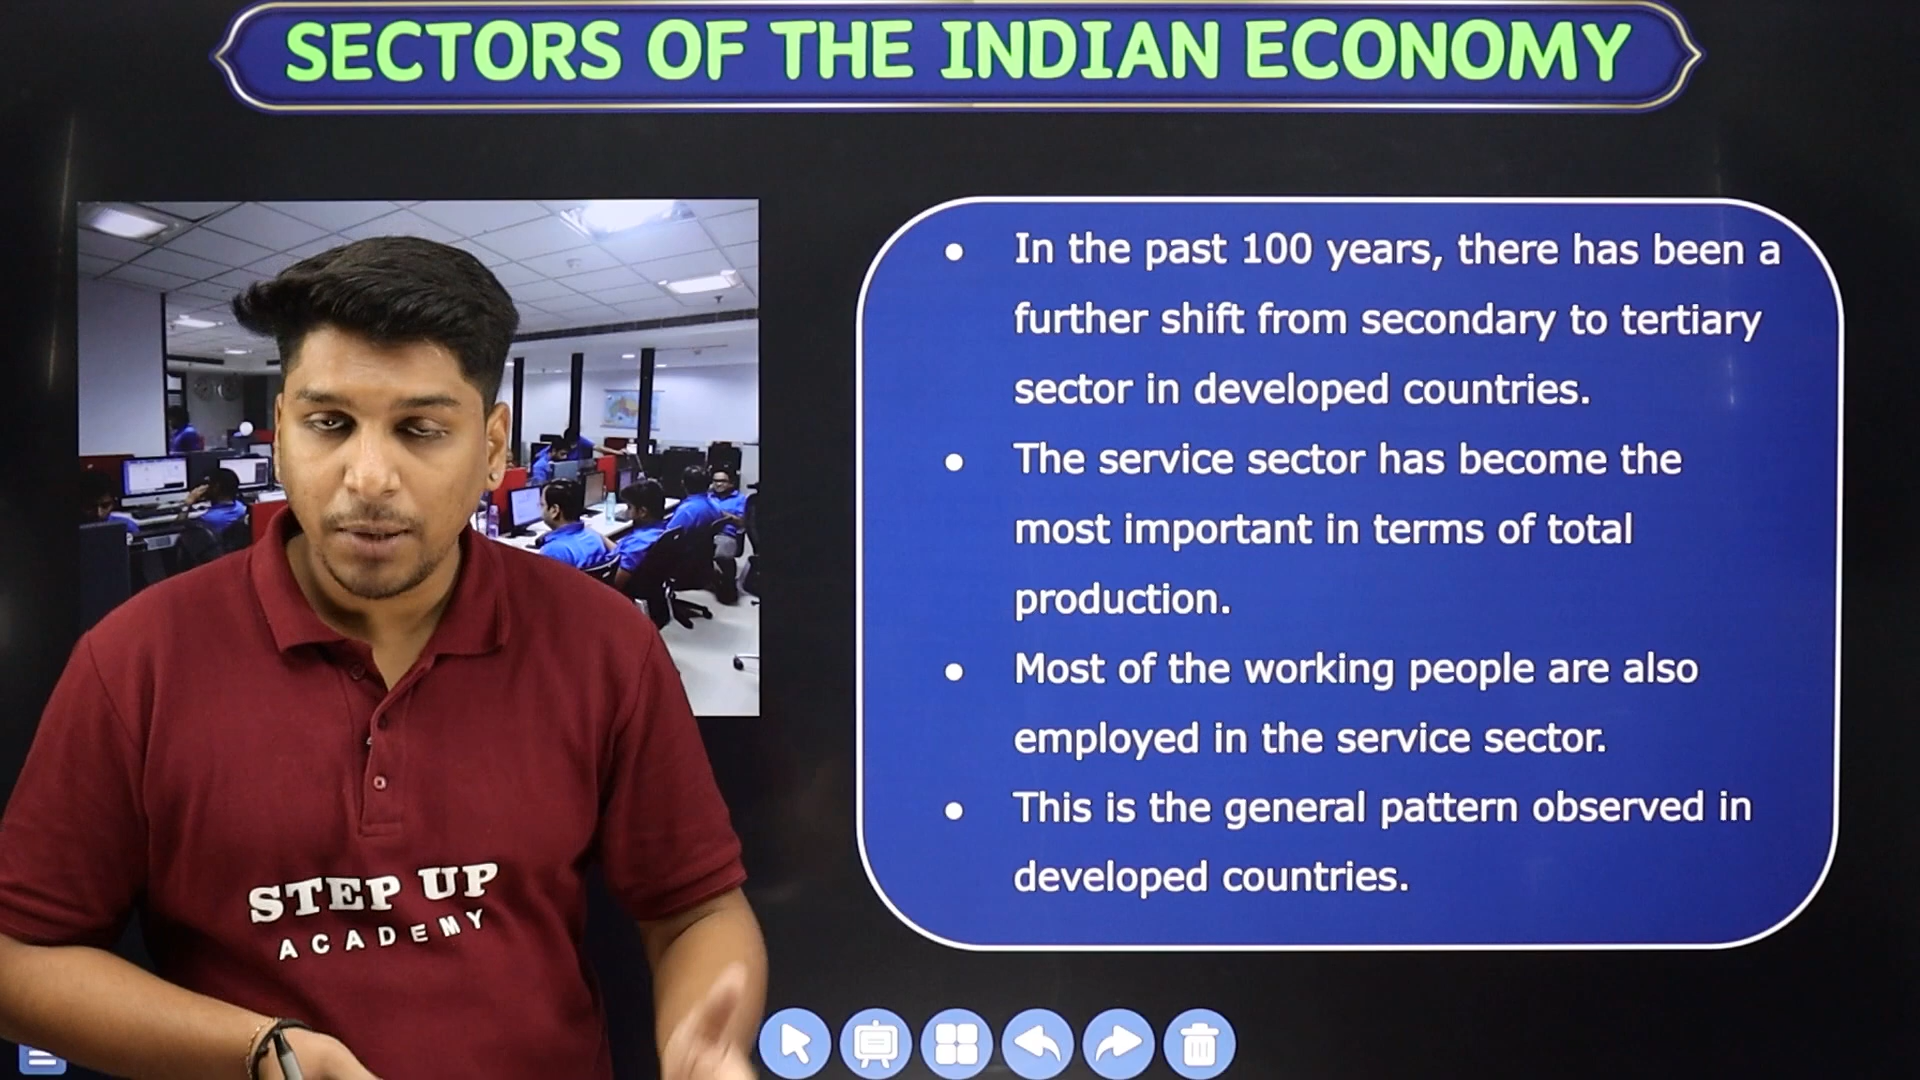 SECTORS OF THE INDIAN ECONOMY
• In the past 100 years, there has been a
further shift from secondary to tertiary
sector in developed countries.
• The service sector has become the
most important in terms of total
production.
• Most of the working people are also
employed in the service sector.
• This is the general pattern observed in
developed countries.
STEP UP
ACADEMY